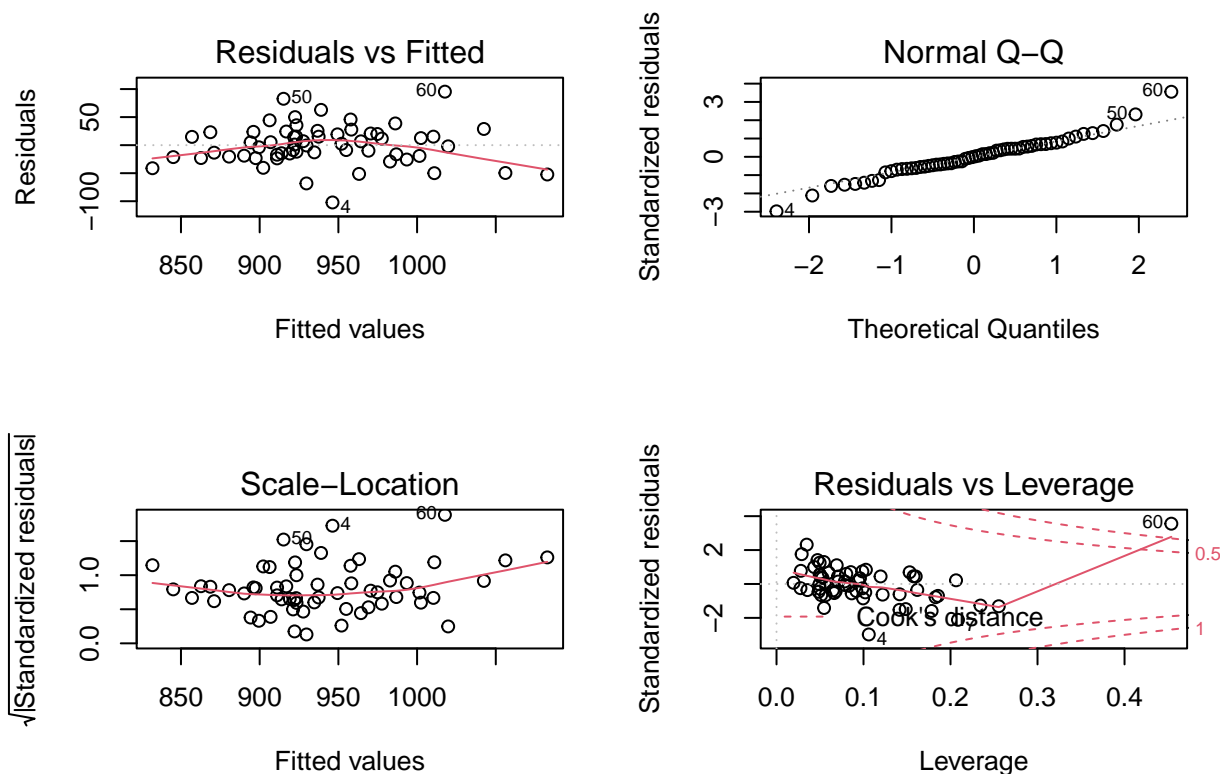 Residuals vs Fitted
Residuals
50
−100
50
60
4
850 900 950 1000
Fitted values
Normal Q−Q
Standardized residuals
3
0
−3
60
50
4
−2 −1 0 1 2
Theoretical Quantiles
Scale−Location
√|Standardized residuals|
1.0
0.0
50
4
60
850 900 950 1000
Fitted values
Residuals vs Leverage
Standardized residuals
2
−2
60
0.5
1
Cook's distance
4
0.0 0.1 0.2 0.3 0.4
Leverage